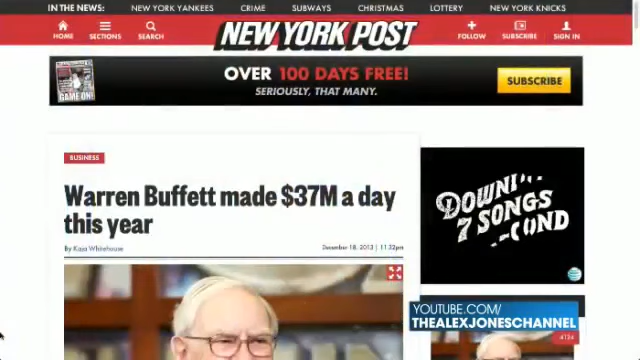 IN THE NEWS: NEW YORK YANKEES CRIME SUBWAYS CHRISTMAS LOTTERY NEW YORK KNICKS
HOME SECTIONS SEARCH NEW YORK POST FOLLOW SUBSCRIBE SIGN IN
OVER 100 DAYS FREE!
SERIOUSLY, THAT MANY.
SUBSCRIBE
GAME ON!
BUSINESS
Warren Buffett made $37M a day
this year
By Kaja Whitehouse December 18, 2013 | 11:32pm
7 SONGS
YOUTUBE.COM/
THEALEXJONESCHANNEL